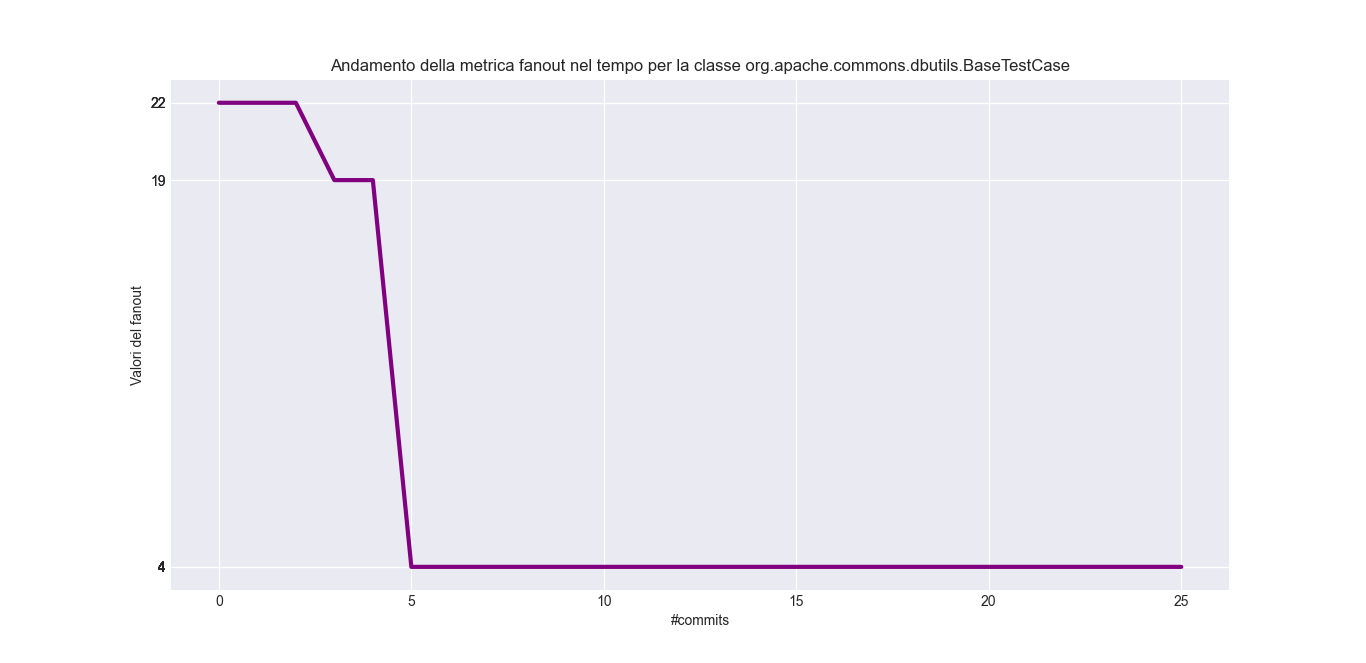 Andamento della metrica fanout nel tempo per la classe org.apache.commons.dbutils.BaseTestCase
22
19
Valori del fanout
4
0 5 10 15 20 25
#commits